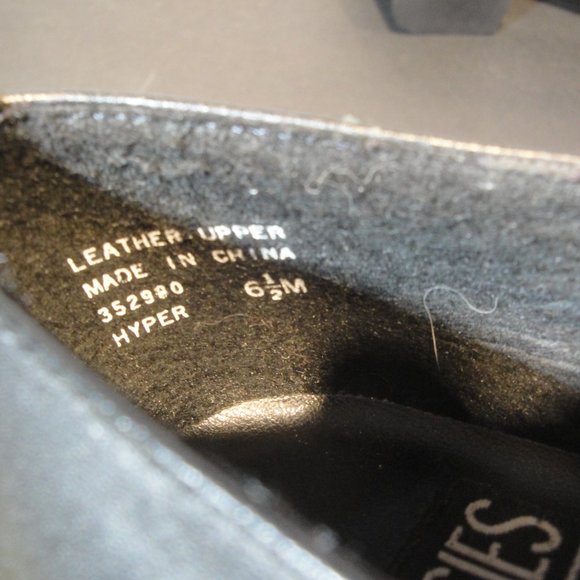 LEATHER UPPER
MADE IN CHINA
352980 6½M
HYPER